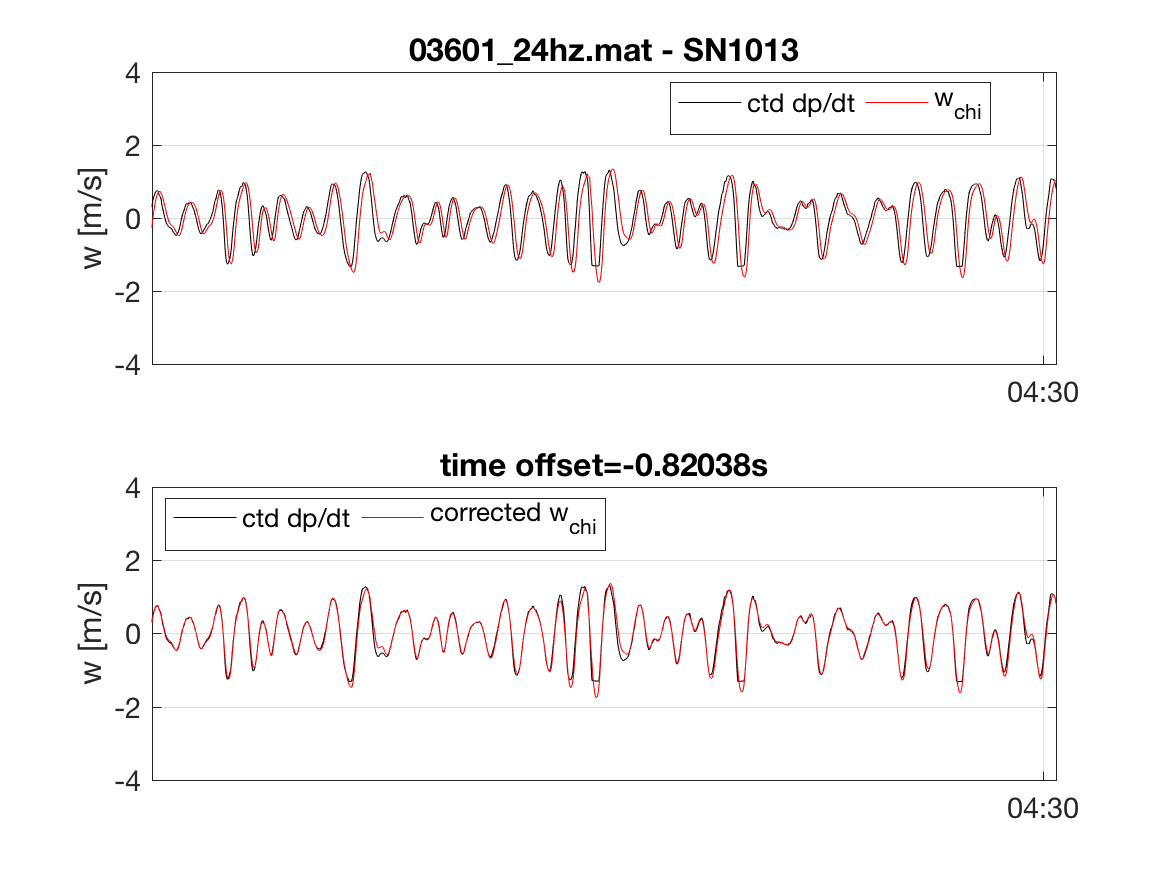 03601_24hz.mat - SN1013
4
ctd dp/dt w_chi
2
w [m/s]
0
-2
-4
04:30
time offset=-0.82038s
4
ctd dp/dt corrected w_chi
2
w [m/s]
0
-2
-4
04:30